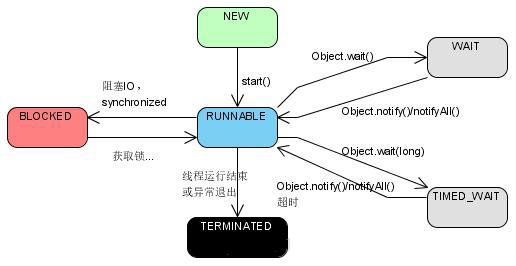 NEW
Object.wait()
WAIT
阻塞IO，
synchronized
start()
BLOCKED
RUNNABLE
Object.notify()/notifyAll()
获取锁...
Object.wait(long)
线程运行结束
或异常退出
Object.notify()/notifyAll()
超时
TIMED_WAIT
TERMINATED